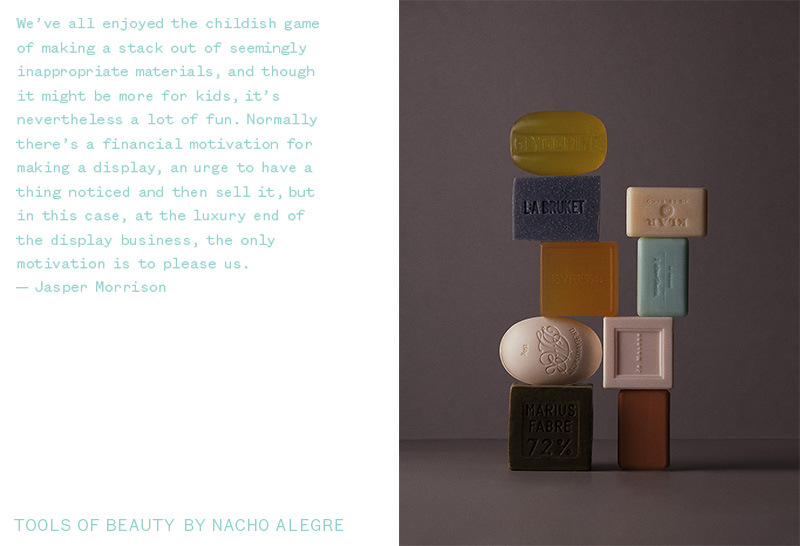 We've all enjoyed the childish game
of making a stack out of seemingly
inappropriate materials, and though
it might be more for kids, it's
nevertheless a lot of fun. Normally
there's a financial motivation for
making a display, an urge to have a
thing noticed and then sell it, but
in this case, at the luxury end of
the display business, the only
motivation is to please us.
— Jasper Morrison
TOOLS OF BEAUTY BY NACHO ALEGRE
GLYCERINE
L:A BRUKET
KLAR
MARIUS
FABRE
72%